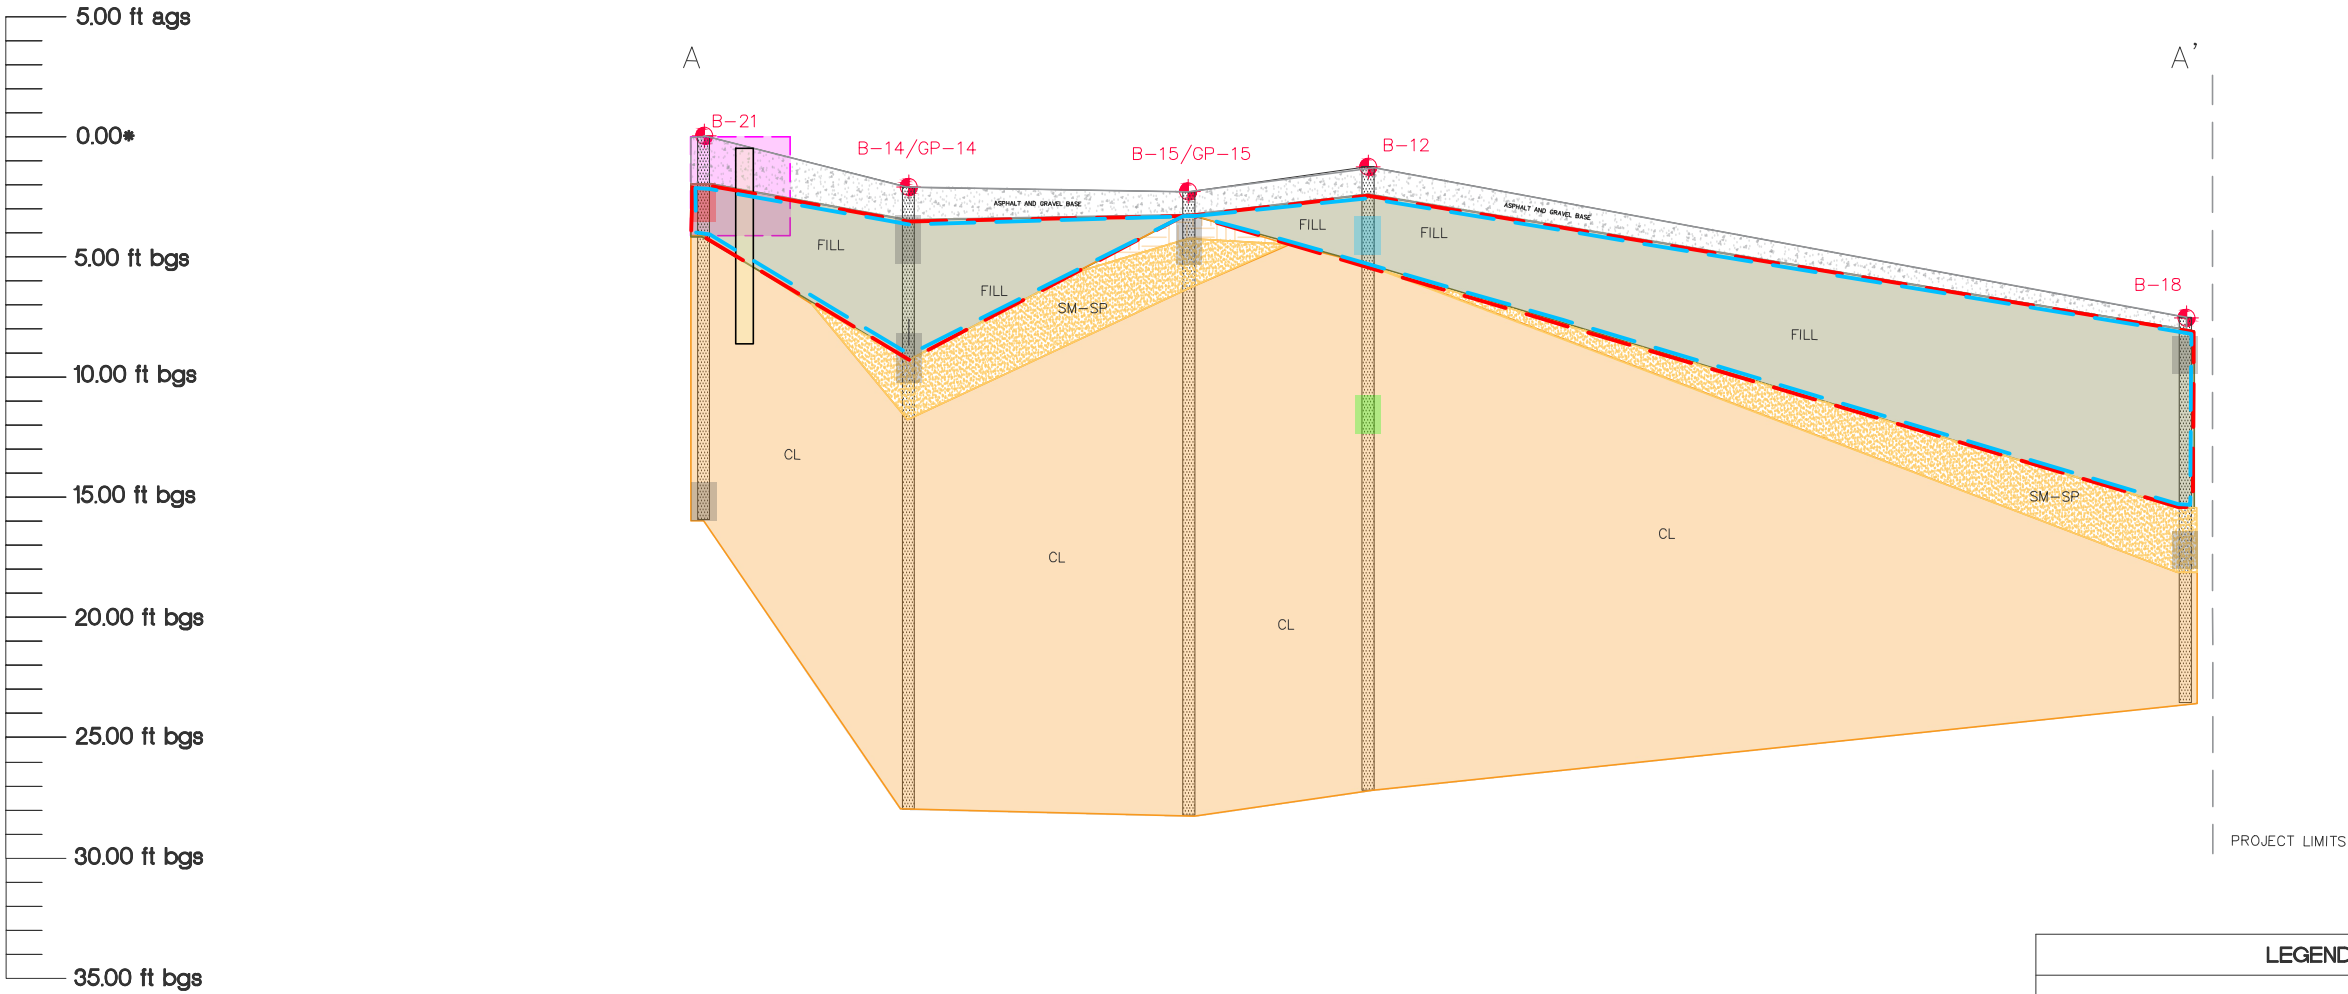 5.00 ft ags
A
A'
B-21
0.00*
B-14/GP-14
B-15/GP-15
B-12
ASPHALT AND GRAVEL BASE
ASPHALT AND GRAVEL BASE
FILL
FILL
FILL
5.00 ft bgs
FILL
SM-SP
B-18
FILL
10.00 ft bgs
CL
15.00 ft bgs
SM-SP
CL
CL
20.00 ft bgs
CL
25.00 ft bgs
PROJECT LIMITS
30.00 ft bgs
LEGEND
35.00 ft bgs